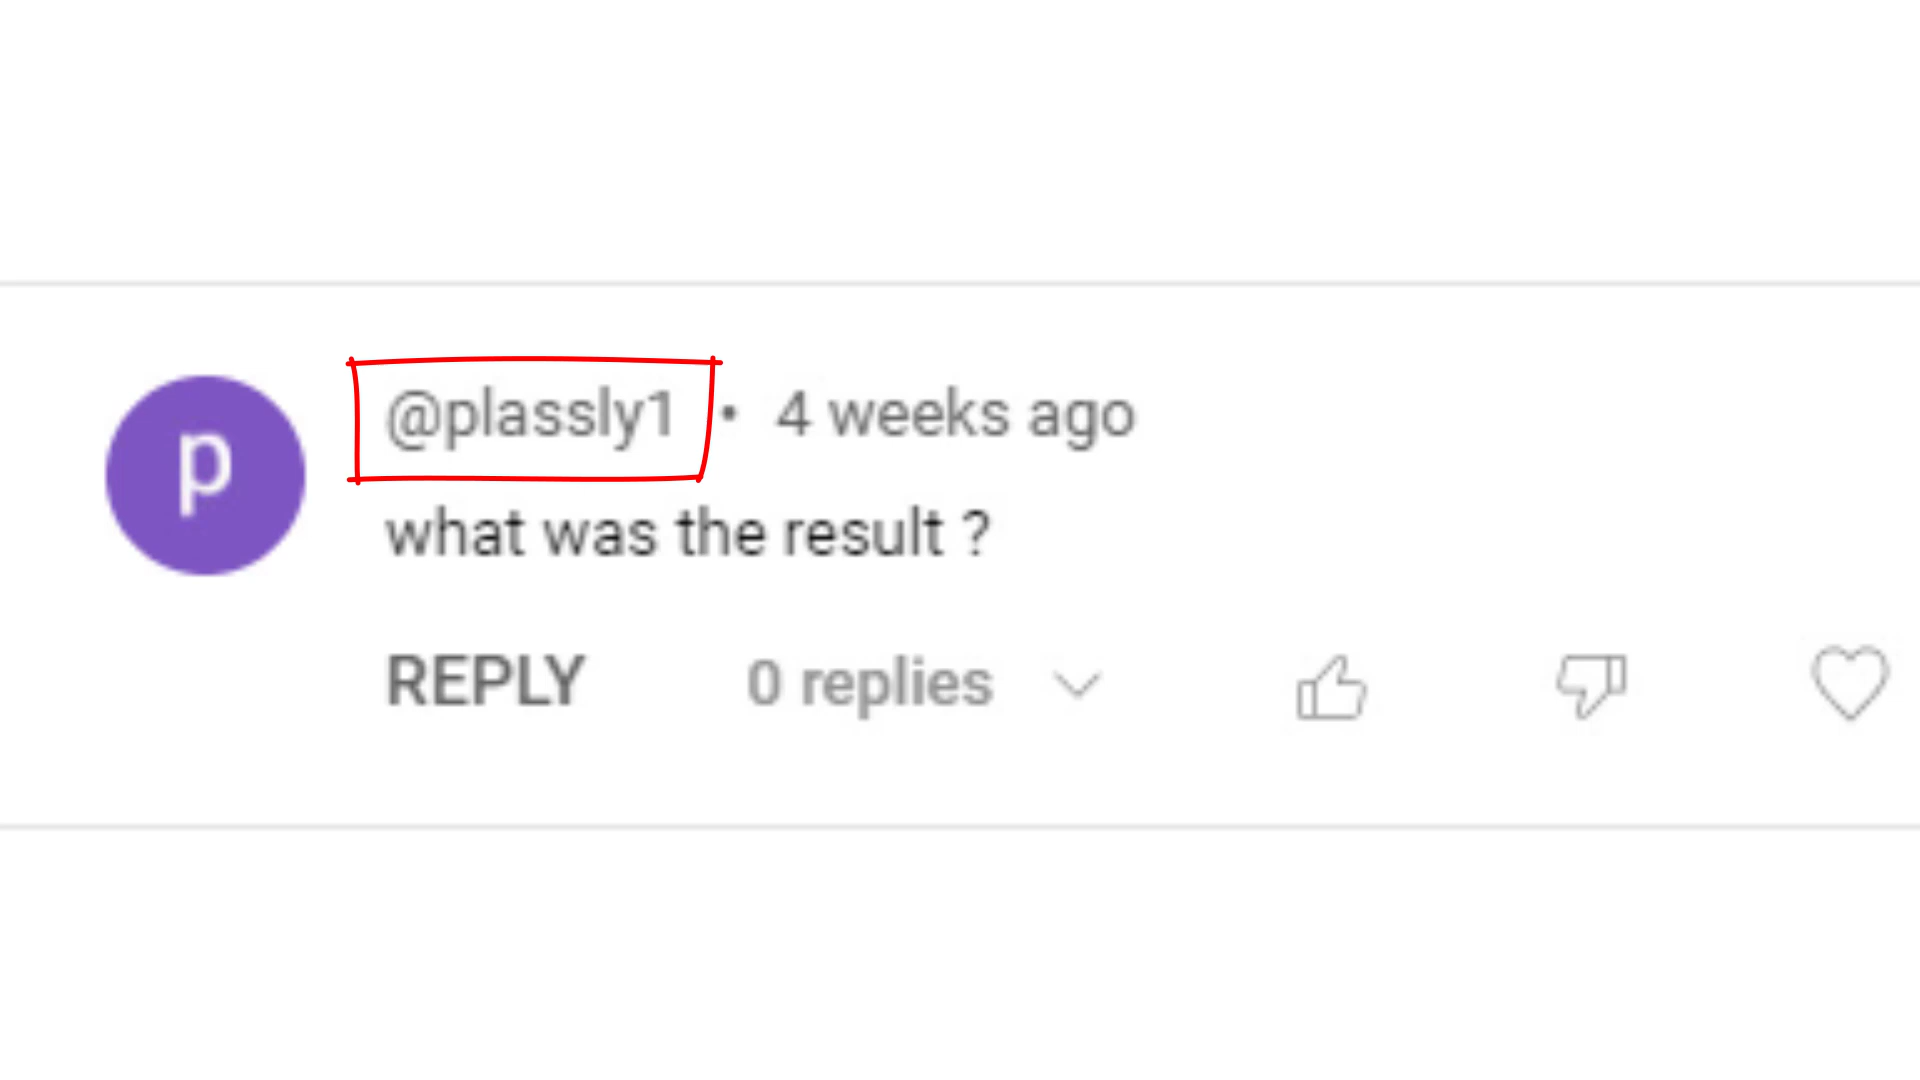 p
@plassly1 • 4 weeks ago
what was the result ?
REPLY 0 replies